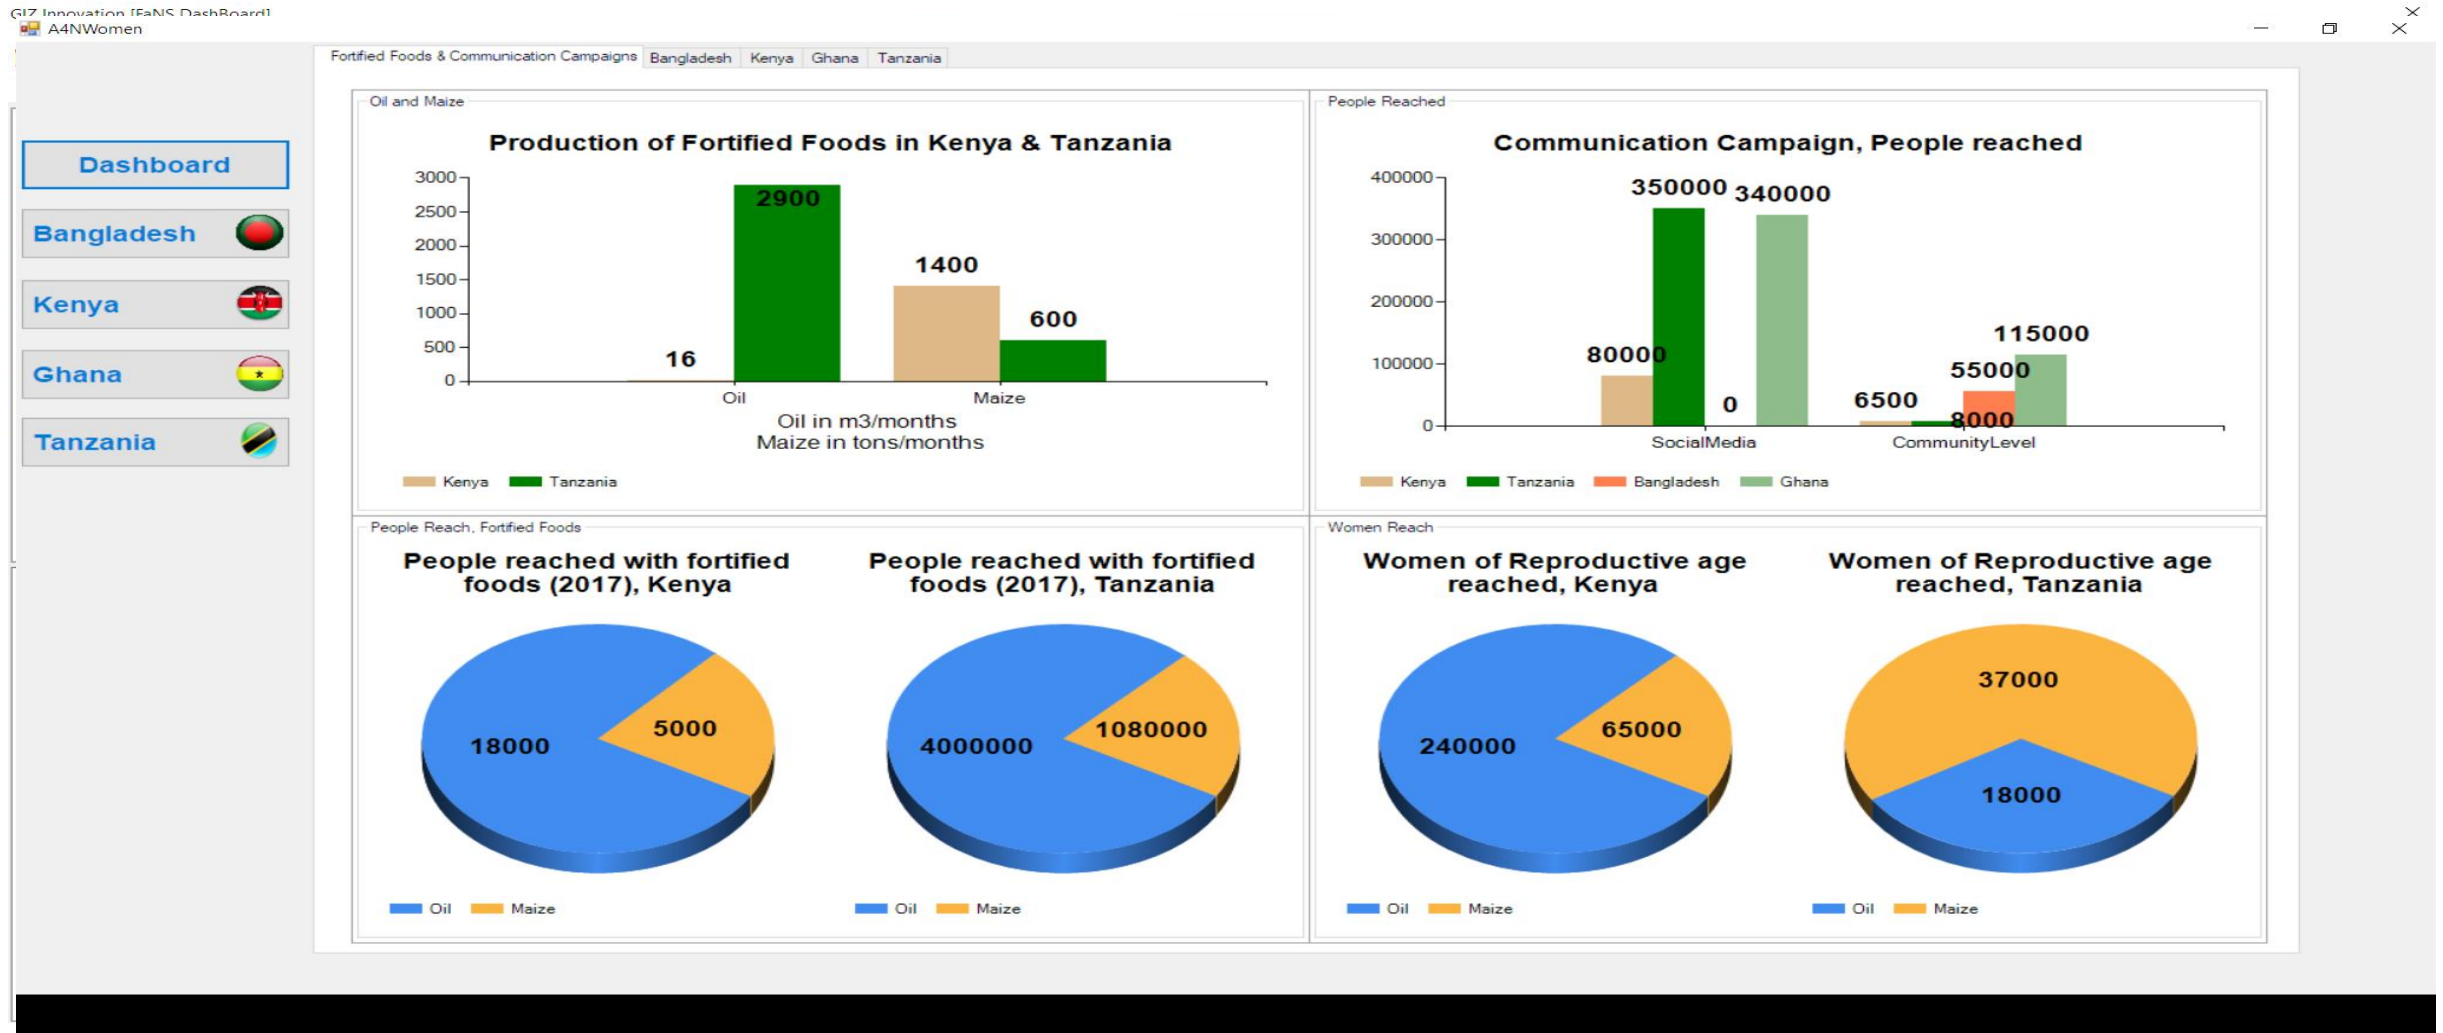 GIZ Innovation [FaNS DashBoard]
A4NWomen
Fortified Foods & Communication Campaigns
Bangladesh
Kenya
Ghana
Tanzania
Dashboard
Bangladesh
Kenya
Ghana
Tanzania
Oil and Maize
Production of Fortified Foods in Kenya & Tanzania
3000
2500
2000
1500
1000
500
0
16
2900
1400
600
Oil
Maize
Oil in m3/months
Maize in tons/months
Kenya
Tanzania
People Reached
Communication Campaign, People reached
400000
300000
200000
100000
0
80000
350000
0
340000
6500
8000
55000
115000
SocialMedia
CommunityLevel
Kenya
Tanzania
Bangladesh
Ghana
People Reach, Fortified Foods
People reached with fortified
foods (2017), Kenya
18000
5000
Oil
Maize
People reached with fortified
foods (2017), Tanzania
4000000
1080000
Oil
Maize
Women Reach
Women of Reproductive age
reached, Kenya
240000
65000
Oil
Maize
Women of Reproductive age
reached, Tanzania
37000
18000
Oil
Maize